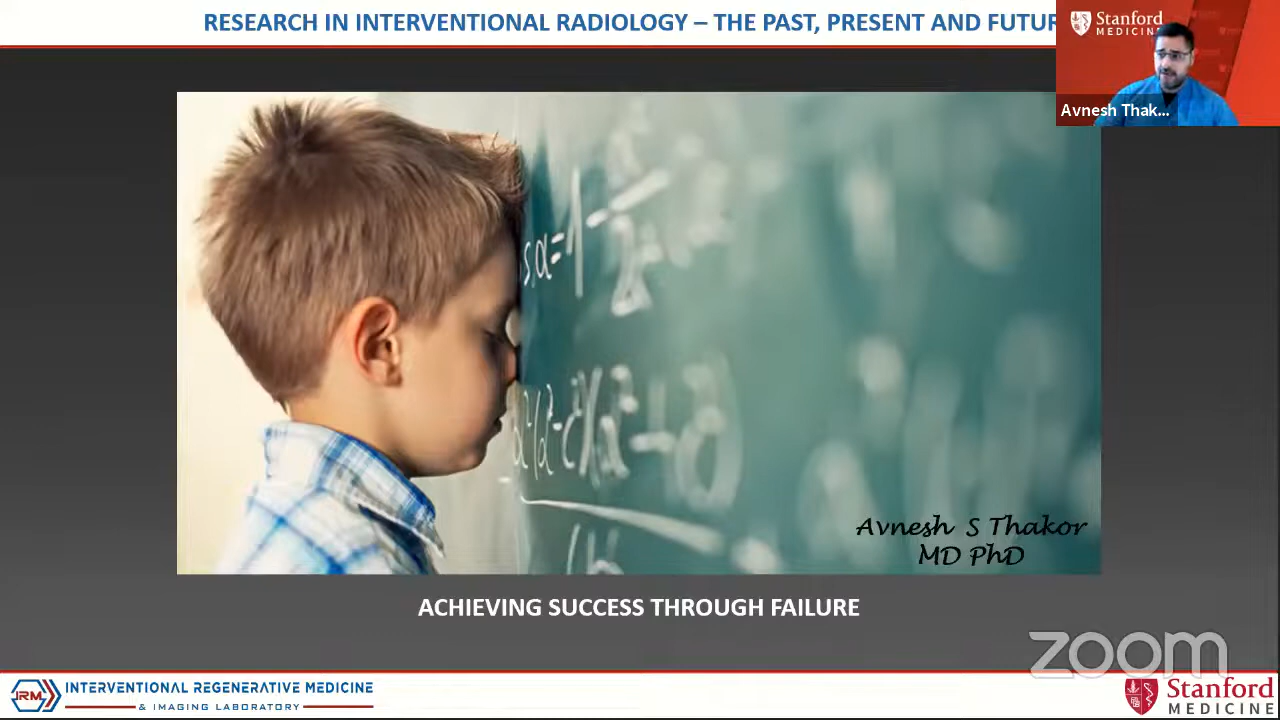 RESEARCH IN INTERVENTIONAL RADIOLOGY – THE PAST, PRESENT AND FUTUR
Stanford
MEDICINE
Avnesh Thak...
Avnesh S Thakor
MD PhD
ACHIEVING SUCCESS THROUGH FAILURE
zoom
IRM
INTERVENTIONAL REGENERATIVE MEDICINE
& IMAGING LABORATORY
Stanford
MEDICINE